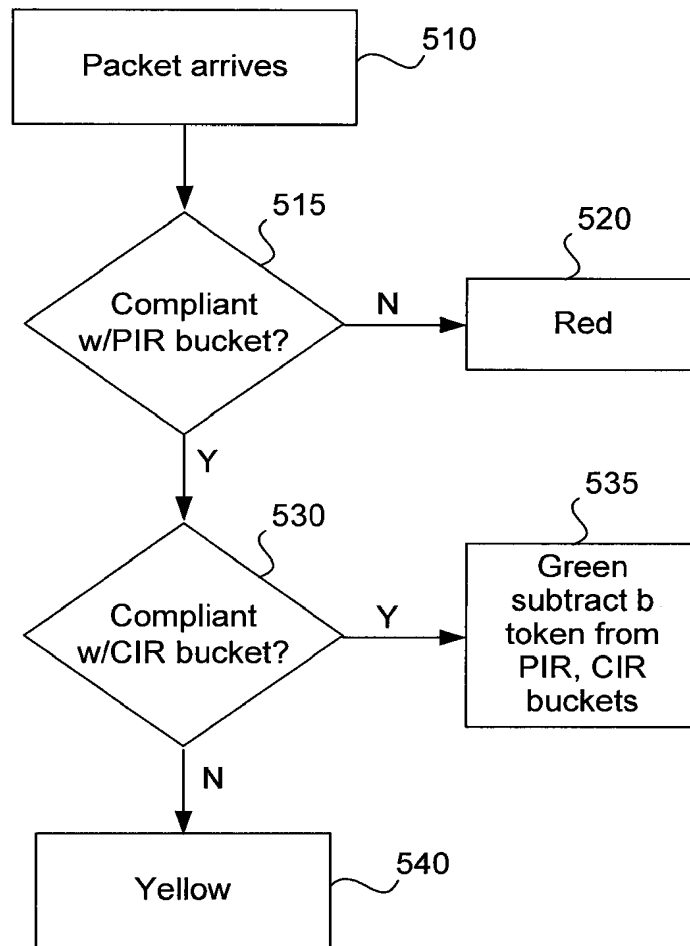 Packet arrives
510
515
Compliant
w/PIR bucket?
N
520
Red
Y
530
Compliant
w/CIR bucket?
Y
535
Green
subtract b
token from
PIR, CIR
buckets
N
Yellow
540